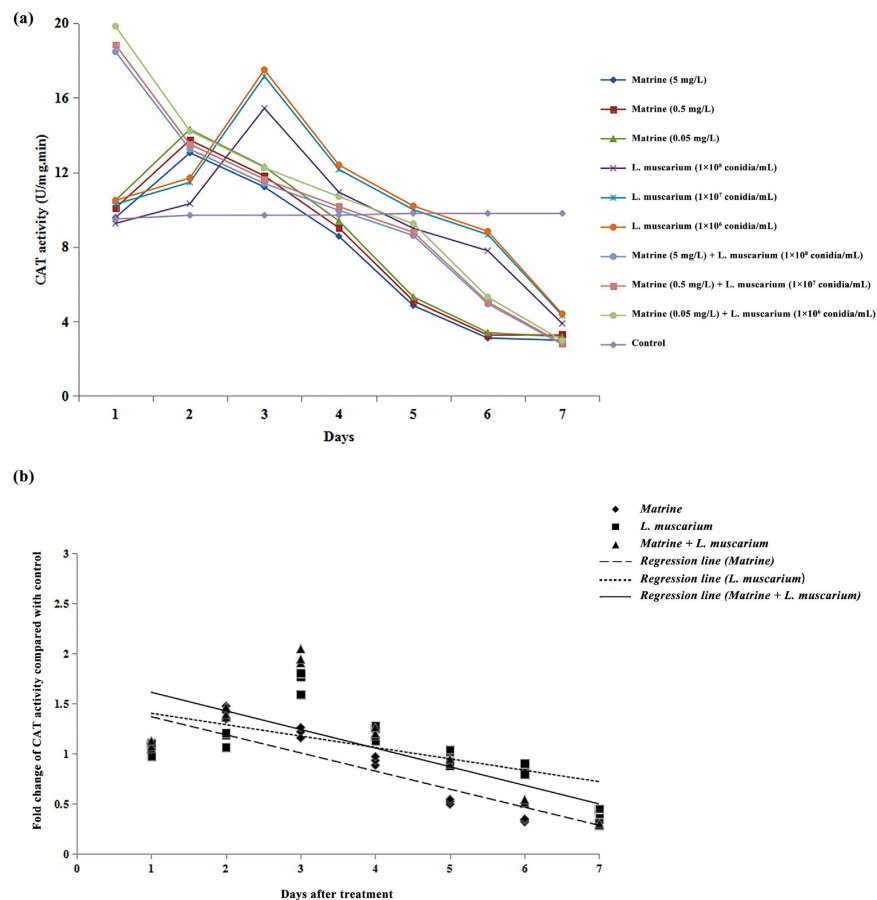 (a)
20
16
12
8
4
0
CAT activity (U/mg.min)
1 2 3 4 5 6 7
Days
Matrine (5 mg/L)
Matrine (0.5 mg/L)
Matrine (0.05 mg/L)
L. muscarium (1×10⁸ conidia/mL)
L. muscarium (1×10⁷ conidia/mL)
L. muscarium (1×10⁶ conidia/mL)
Matrine (5 mg/L) + L. muscarium (1×10⁸ conidia/mL)
Matrine (0.5 mg/L) + L. muscarium (1×10⁷ conidia/mL)
Matrine (0.05 mg/L) + L. muscarium (1×10⁶ conidia/mL)
Control
(b)
Matrine
L. muscarium
Matrine + L. muscarium
Regression line (Matrine)
Regression line (L. muscarium)
Regression line (Matrine + L. muscarium)
3
2.5
2
1.5
1
0.5
0
Fold change of CAT activity compared with control
0 1 2 3 4 5 6 7
Days after treatment